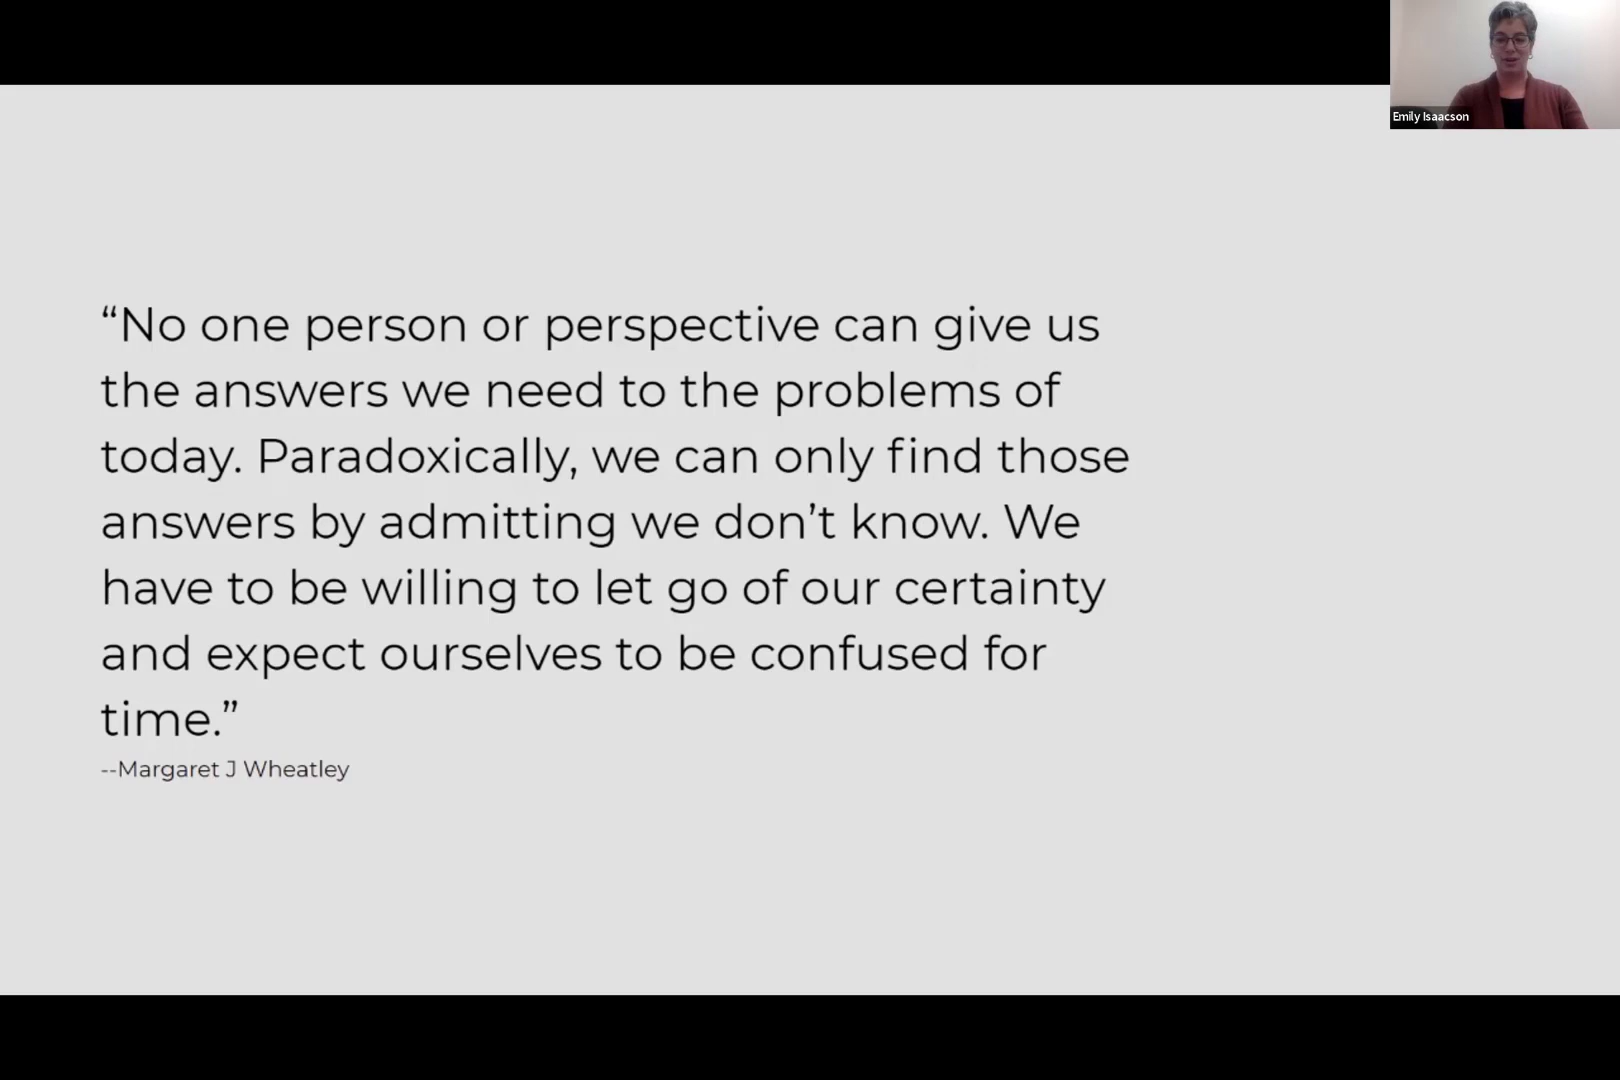 Emily Isaacson
“No one person or perspective can give us
the answers we need to the problems of
today. Paradoxically, we can only find those
answers by admitting we don’t know. We
have to be willing to let go of our certainty
and expect ourselves to be confused for
time.”
--Margaret J Wheatley